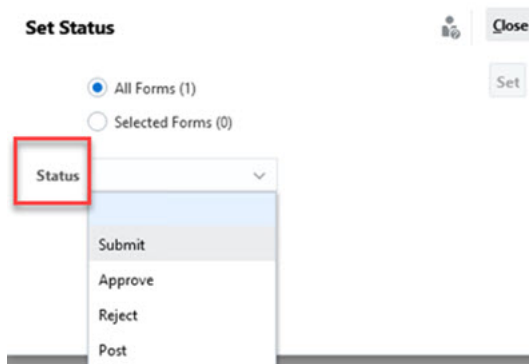 Set Status
Close
All Forms (1)
Set
Selected Forms (0)
Status
Submit
Approve
Reject
Post